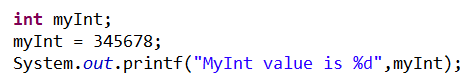 int myInt;
myInt = 345678;
System.out.printf("MyInt value is %d",myInt);